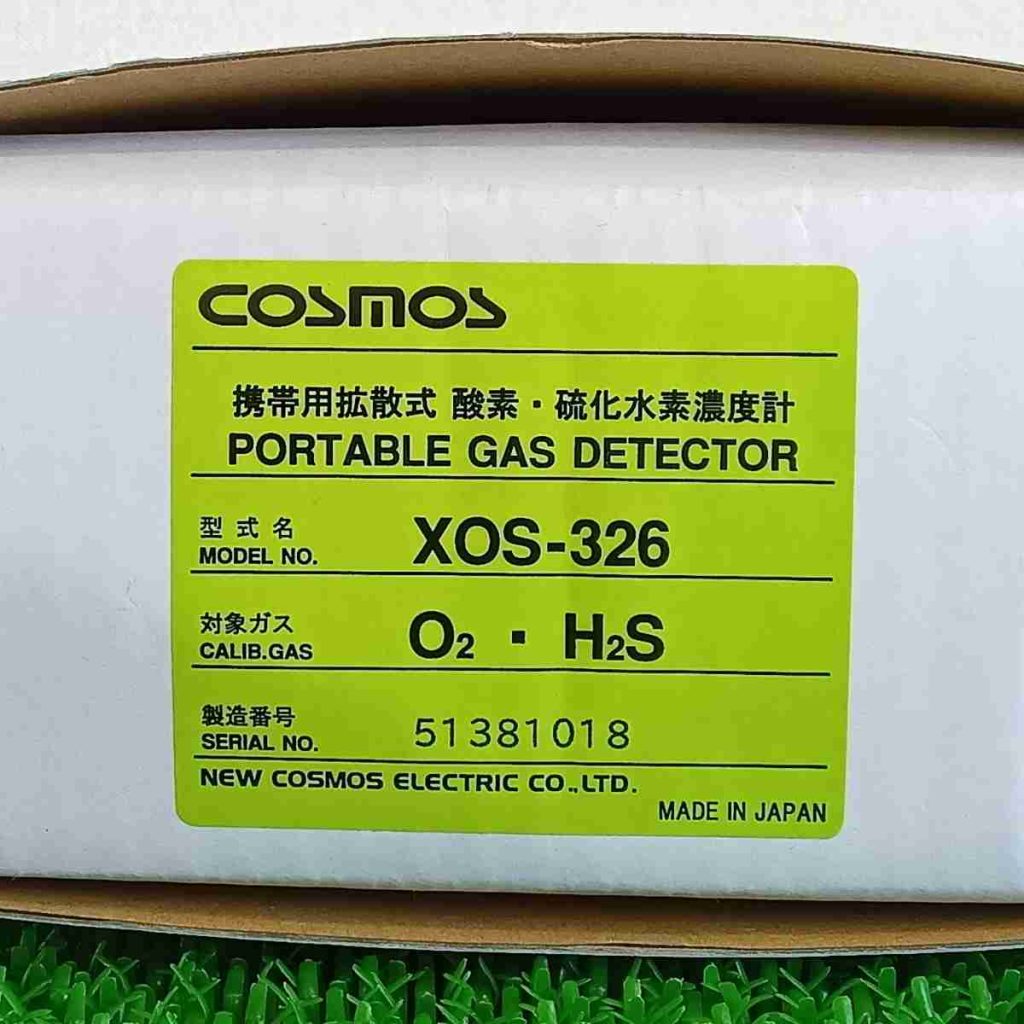 COSMOS
携帯用拡散式 酸素・硫化水素濃度計
PORTABLE GAS DETECTOR
型式名
MODEL NO. XOS-326
対象ガス
CALIB.GAS O₂ ・ H₂S
製造番号
SERIAL NO. 51381018
NEW COSMOS ELECTRIC CO.,LTD.
MADE IN JAPAN